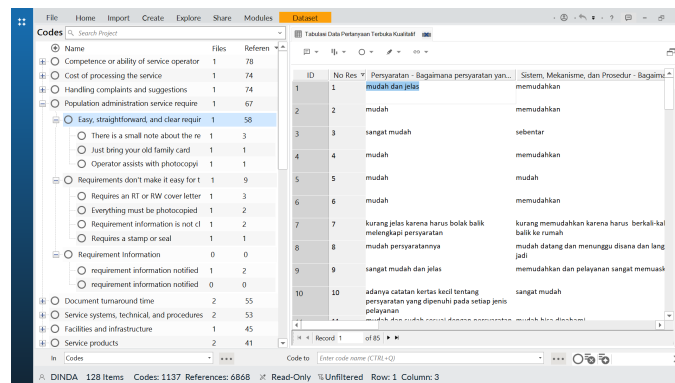 File Home Import Create Explore Share Modules Dataset
Codes Search Project
Name Files Referen
Competence or ability of service operator 1 78
Cost of processing the service 1 74
Handling complaints and suggestions 1 74
Population administration service require 1 67
Easy, straightforward, and clear requir 1 58
There is a small note about the re 1 3
Just bring your old family card 1 1
Operator assists with photocopyi 1 1
Requirements don't make it easy for t 1 9
Requires an RT or RW cover letter 1 3
Everything must be photocopied 1 2
Requirement information is not cl 1 2
Requires a stamp or seal 1 1
Requirement Information 0 0
requirement information notified 1 2
requirement information notified 0 0
Document turnaround time 2 55
Service systems, technical, and procedures 2 53
Facilities and infrastructure 1 45
Service products 2 41
In Codes
Tabulasi Data Pertanyaan Terbuka Kualitatif
ID No Res Persyaratan - Bagaimana persyaratan yan... Sistem, Mekanisme, dan Prosedur - Bagaima
1 1 mudah dan jelas memudahkan
2 2 mudah memudahkan
3 3 sangat mudah sebentar
4 4 mudah memudahkan
5 5 mudah mudah
6 6 mudah memudahkan
7 7 kurang jelas karena harus bolak balik kurang memudahkan karena harus berkali-kal
melengkapi persyaratan balik ke rumah
8 8 mudah persyaratannya mudah datang dan menunggu disana dan lang
jadi
9 9 sangat mudah dan jelas memudahkan dan pelayanan sangat memuask
10 10 adanya catatan kertas kecil tentang sangat mudah
persyaratan yang dipenuhi pada setiap jenis
pelayanan
mudah dan sudah sesuai dengan persyaratan mudah bisa dipahami
Record 1 of 85
Code to Enter code name (CTRL+Q)
DINDA 128 Items Codes: 1137 References: 6868 Read-Only Unfiltered Row: 1 Column: 3